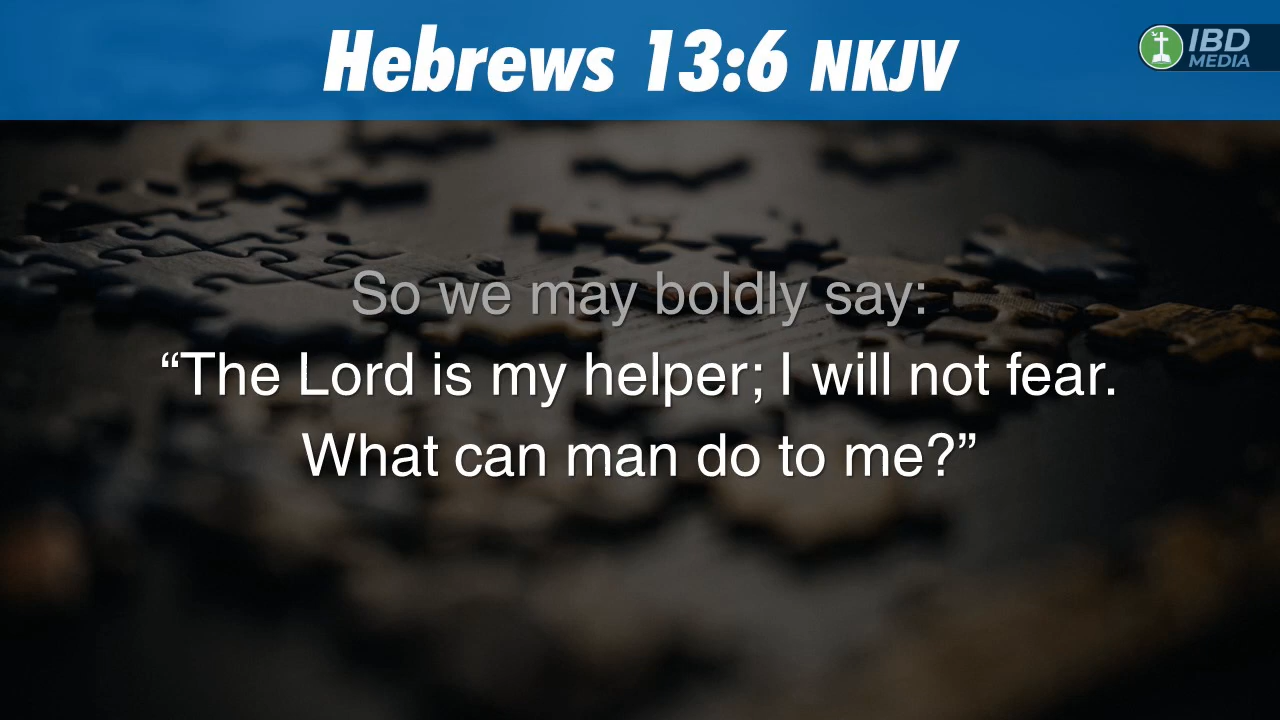 Hebrews 13:6 NKJV
IBD
MEDIA
So we may boldly say:
“The Lord is my helper; I will not fear.
What can man do to me?”